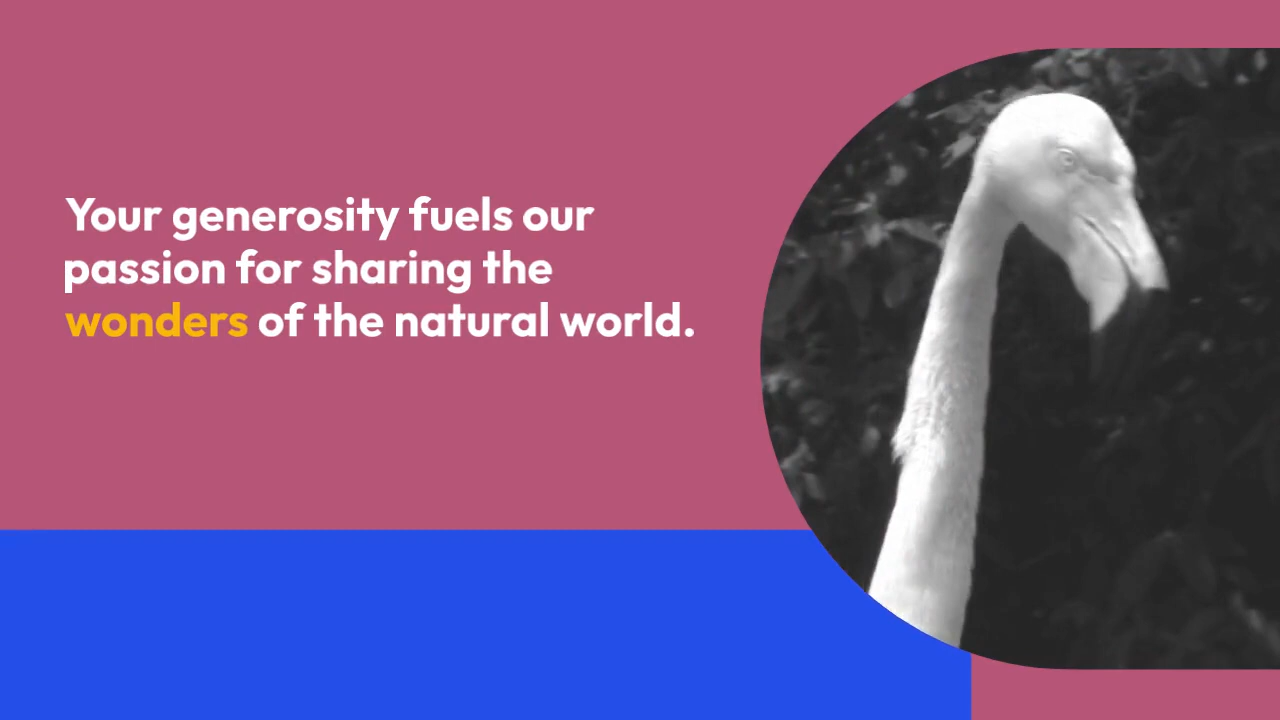 Your generosity fuels our
passion for sharing the
wonders of the natural world.